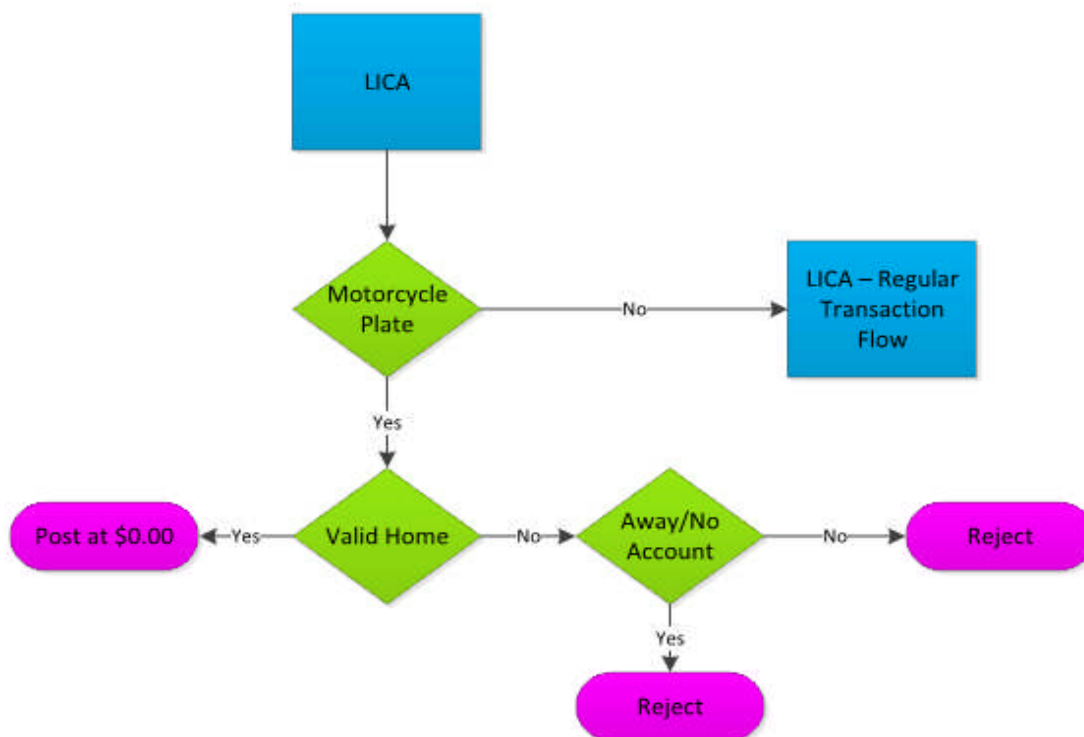 LICA
Motorcycle
Plate
No
LICA – Regular
Transaction
Flow
Yes
Post at $0.00
Yes
Valid Home
No
Away/No
Account
No
Reject
Yes
Reject